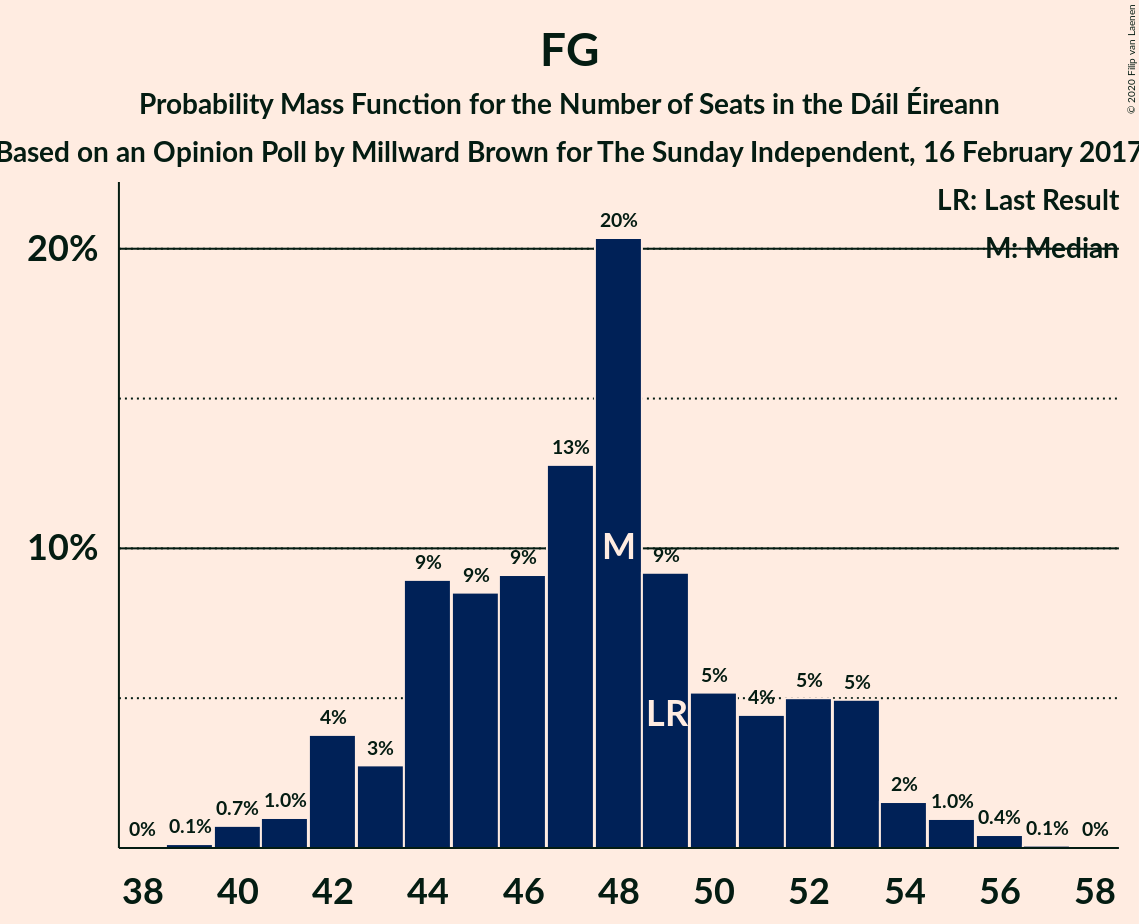 FG
Probability Mass Function for the Number of Seats in the Dáil Éireann
Based on an Opinion Poll by Millward Brown for The Sunday Independent, 16 February 2017
© 2020 Filip van Laenen
LR: Last Result
M: Median
20%
10%
0%
0.1%
0.7%
1.0%
4%
3%
9%
9%
9%
13%
20%
9%
5%
4%
5%
5%
2%
1.0%
0.4%
0.1%
0%
M
LR
38 40 42 44 46 48 50 52 54 56 58